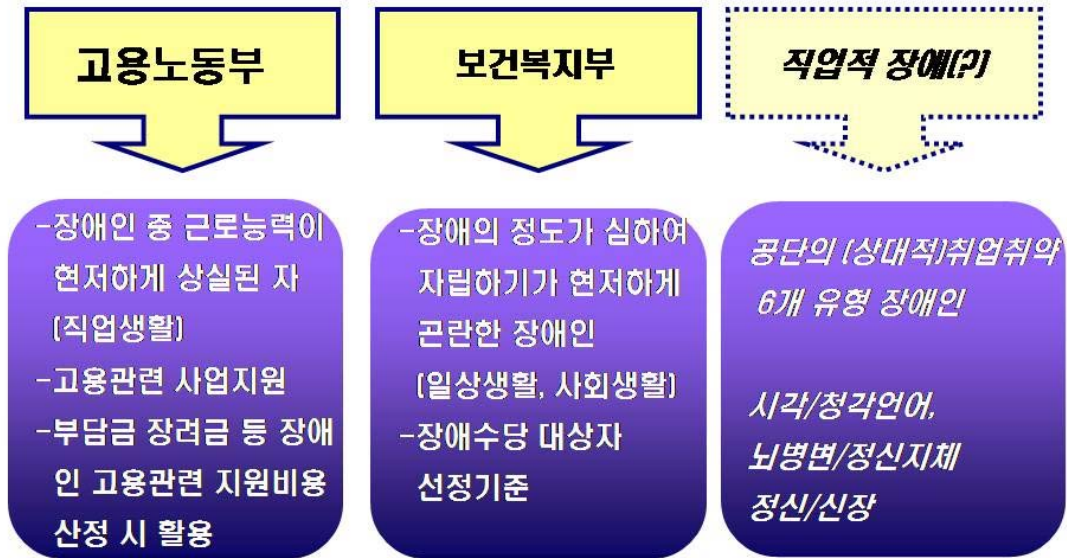 고용노동부
-장애인 중 근로능력이
현저하게 상실된 자
(직업생활)
-고용관련 사업지원
-부담금 장려금 등 장애
인 고용관련 지원비용
산정 시 활용
보건복지부
-장애의 정도가 심하여
자립하기가 현저하게
곤란한 장애인
(일상생활, 사회생활)
-장애수당 대상자
선정기준
직업적 장애(?)
공단의 (상대적)취업취약
6개 유형 장애인
시각/청각언어,
뇌병변/정신지체
정신/신장